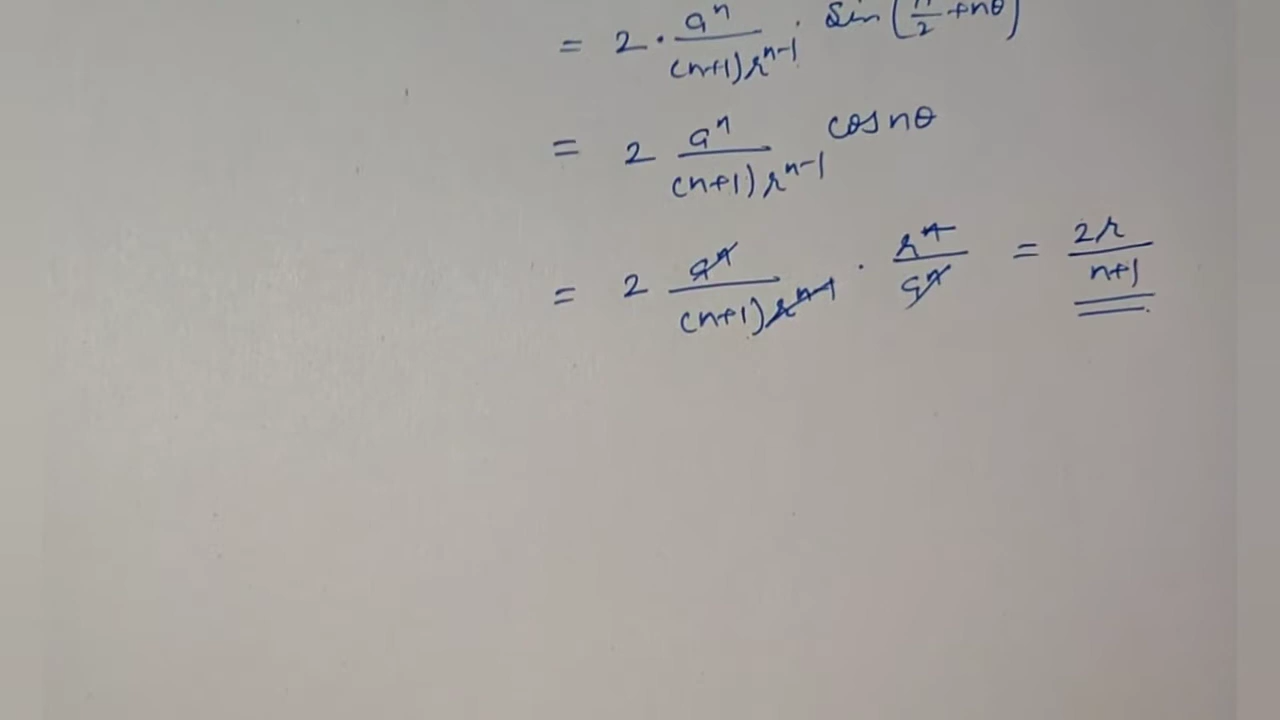 = 2 · aⁿ/(n+1)rⁿ⁻¹ · Sin(π/2 + nθ)
= 2 aⁿ/(n+1)rⁿ⁻¹ cos nθ
= 2 aⁿ/(n+1)rⁿ⁻¹ · rⁿ/aⁿ = 2r/n+1